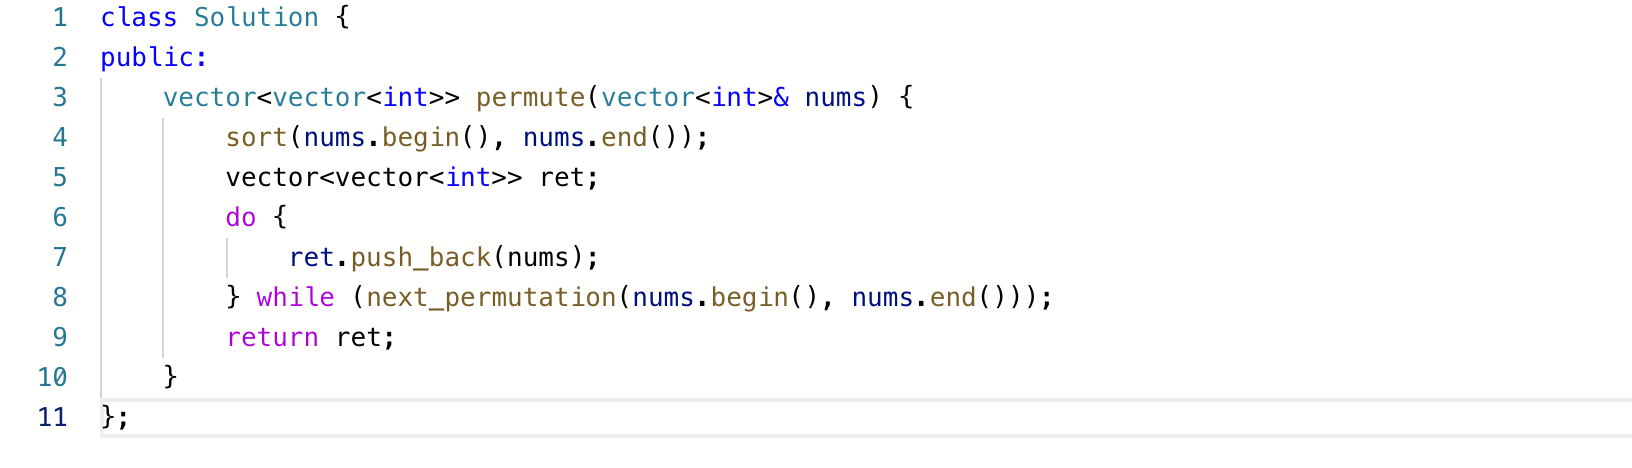 1 class Solution {
2 public:
3     vector<vector<int>> permute(vector<int>& nums) {
4         sort(nums.begin(), nums.end());
5         vector<vector<int>> ret;
6         do {
7             ret.push_back(nums);
8         } while (next_permutation(nums.begin(), nums.end()));
9         return ret;
10     }
11 };